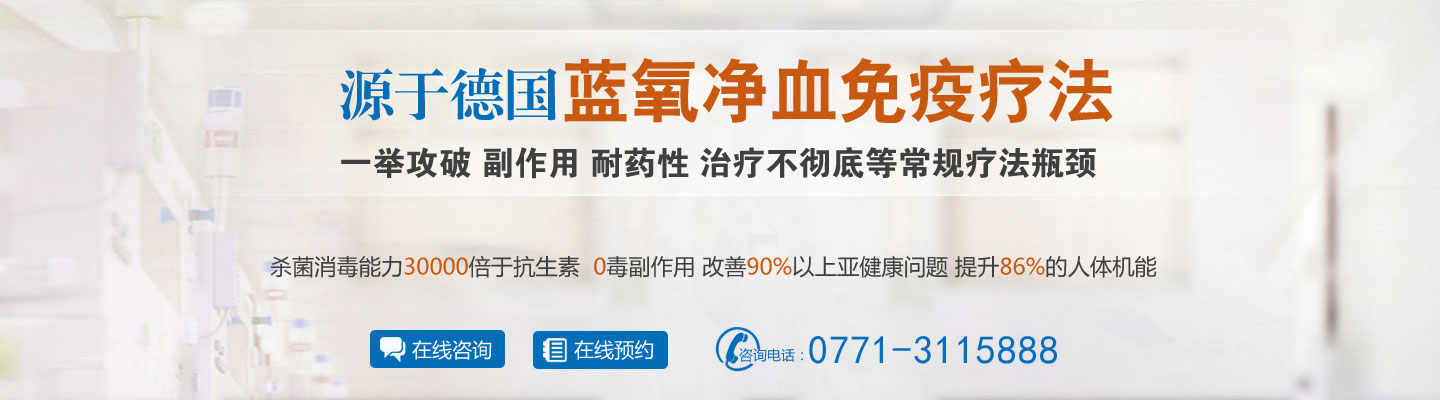 源于德国蓝氧净血免疫疗法
一举攻破 副作用 耐药性 治疗不彻底等常规疗法瓶颈
杀菌消毒能力30000倍于抗生素 0毒副作用 改善90%以上亚健康问题 提升86%的人体机能
在线咨询 在线预约 咨询电话：0771-3115888